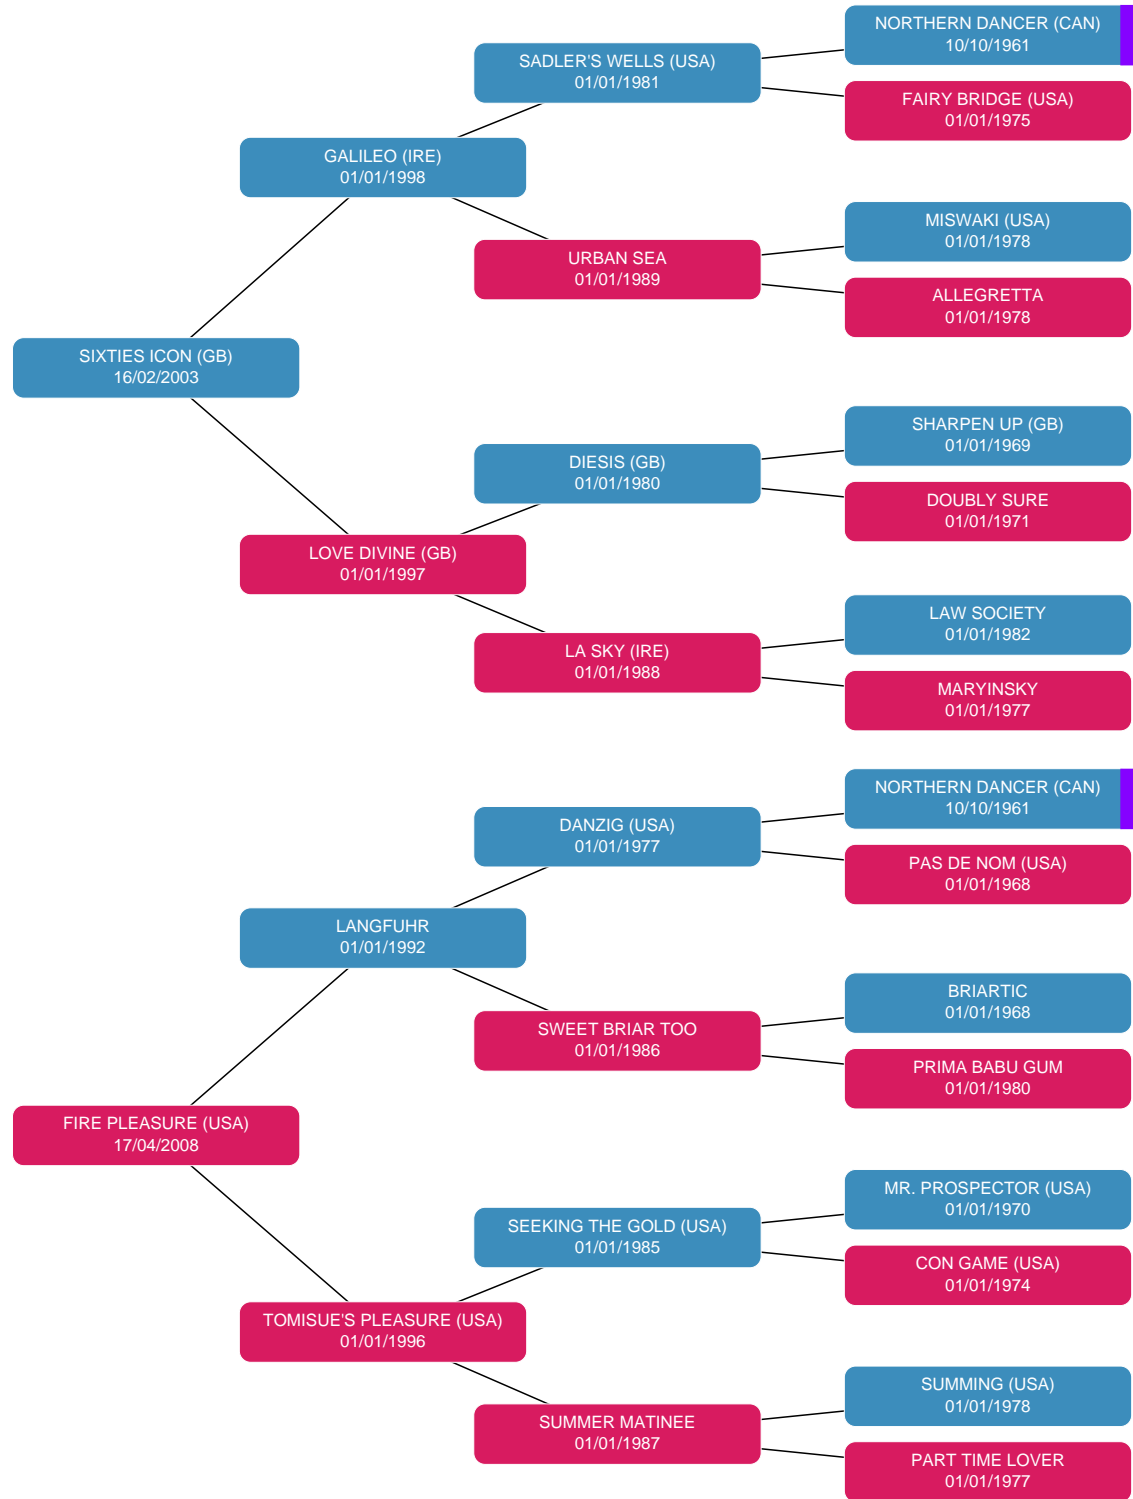 NORTHERN DANCER (CAN)
10/10/1961
SADLER'S WELLS (USA)
01/01/1981
FAIRY BRIDGE (USA)
01/01/1975
GALILEO (IRE)
01/01/1998
MISWAKI (USA)
01/01/1978
URBAN SEA
01/01/1989
ALLEGRETTA
01/01/1978
SIXTIES ICON (GB)
16/02/2003
SHARPEN UP (GB)
01/01/1969
DIESIS (GB)
01/01/1980
DOUBLY SURE
01/01/1971
LOVE DIVINE (GB)
01/01/1997
LAW SOCIETY
01/01/1982
LA SKY (IRE)
01/01/1988
MARYINSKY
01/01/1977
NORTHERN DANCER (CAN)
10/10/1961
DANZIG (USA)
01/01/1977
PAS DE NOM (USA)
01/01/1968
LANGFUHR
01/01/1992
BRIARTIC
01/01/1968
SWEET BRIAR TOO
01/01/1986
PRIMA BABU GUM
01/01/1980
FIRE PLEASURE (USA)
17/04/2008
MR. PROSPECTOR (USA)
01/01/1970
SEEKING THE GOLD (USA)
01/01/1985
CON GAME (USA)
01/01/1974
TOMISUE'S PLEASURE (USA)
01/01/1996
SUMMING (USA)
01/01/1978
SUMMER MATINEE
01/01/1987
PART TIME LOVER
01/01/1977